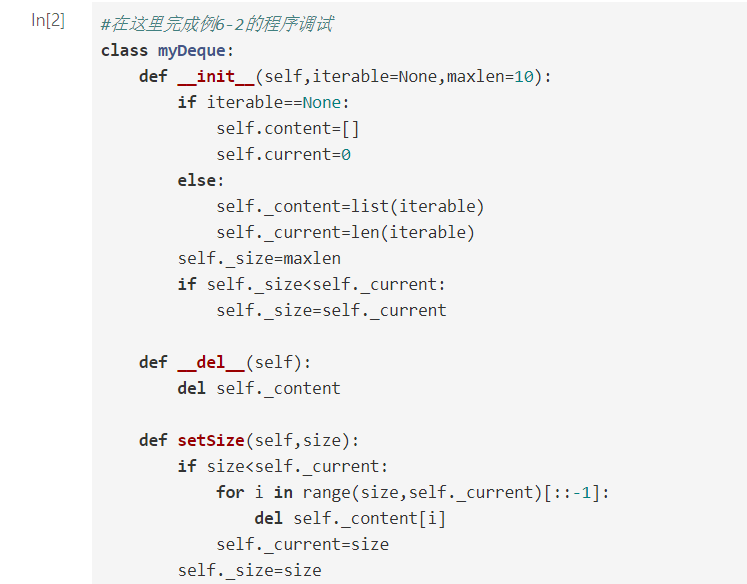 In[2]
#在这里完成例6-2的程序调试
class myDeque:
    def __init__(self,iterable=None,maxlen=10):
        if iterable==None:
            self.content=[]
            self.current=0
        else:
            self._content=list(iterable)
            self._current=len(iterable)
        self._size=maxlen
        if self._size<self._current:
            self._size=self._current

    def __del__(self):
        del self._content

    def setSize(self,size):
        if size<self._current:
            for i in range(size,self._current)[::-1]:
                del self._content[i]
            self._current=size
        self._size=size